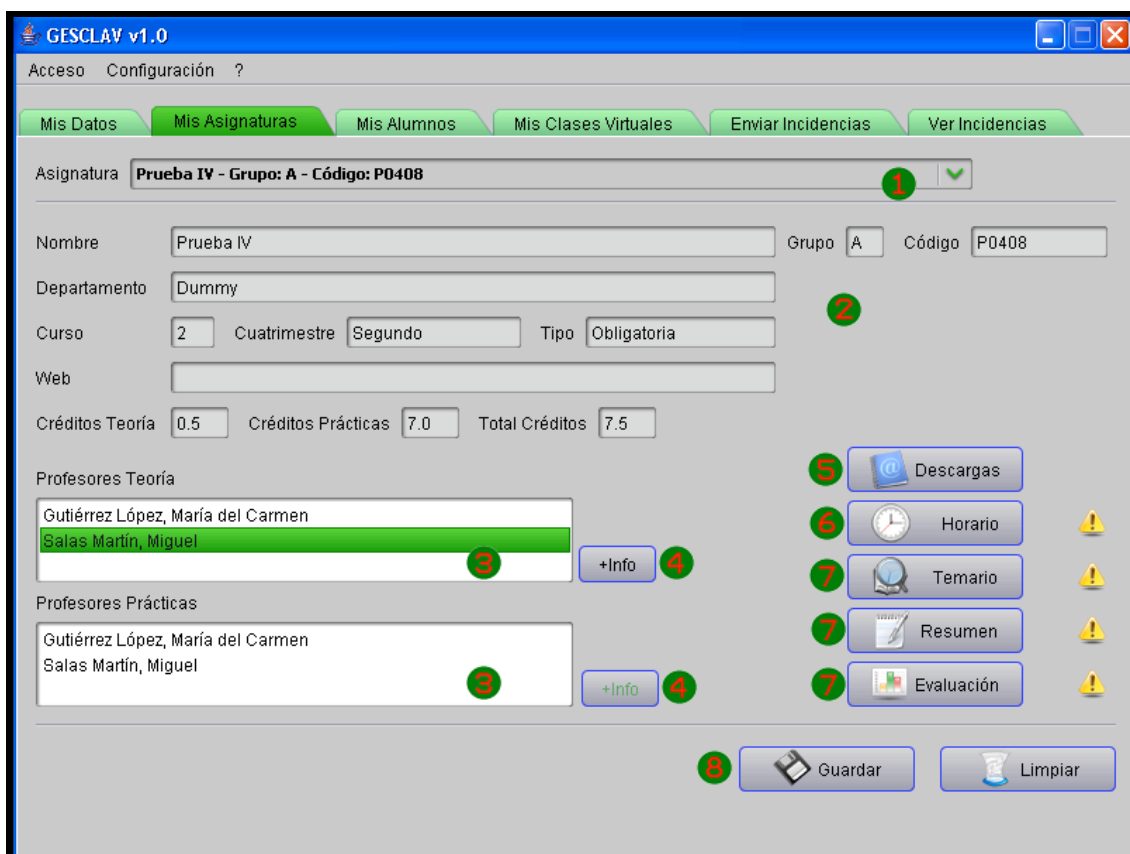 GESCLAV v1.0
Acceso Configuración ?
Mis Datos Mis Asignaturas Mis Alumnos Mis Clases Virtuales Enviar Incidencias Ver Incidencias
Asignatura Prueba IV - Grupo: A - Código: P0408 1
Nombre Prueba IV Grupo A Código P0408
Departamento Dummy 2
Curso 2 Cuatrimestre Segundo Tipo Obligatoria
Web
Créditos Teoría 0.5 Créditos Prácticas 7.0 Total Créditos 7.5
Profesores Teoría
Gutiérrez López, María del Carmen
Salas Martín, Miguel 3
+Info 4
Profesores Prácticas
Gutiérrez López, María del Carmen
Salas Martín, Miguel 3
+Info 4
5 Descargas
6 Horario
7 Temario
7 Resumen
7 Evaluación
8 Guardar Limpiar